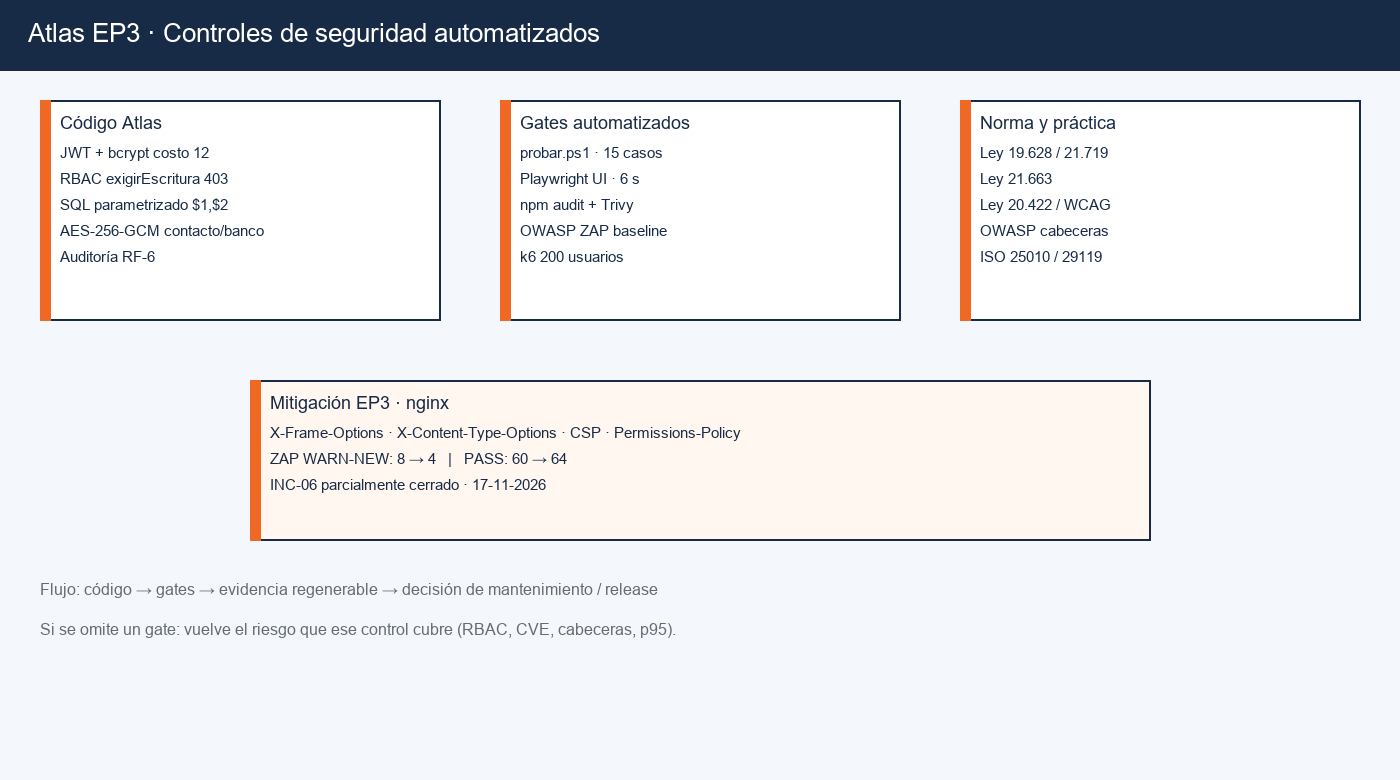 Atlas EP3 · Controles de seguridad automatizados
Código Atlas
JWT + bcrypt costo 12
RBAC exigirEscritura 403
SQL parametrizado $1,$2
AES-256-GCM contacto/banco
Auditoría RF-6
Gates automatizados
probar.ps1 · 15 casos
Playwright UI · 6 s
npm audit + Trivy
OWASP ZAP baseline
k6 200 usuarios
Norma y práctica
Ley 19.628 / 21.719
Ley 21.663
Ley 20.422 / WCAG
OWASP cabeceras
ISO 25010 / 29119
Mitigación EP3 · nginx
X-Frame-Options · X-Content-Type-Options · CSP · Permissions-Policy
ZAP WARN-NEW: 8 → 4 | PASS: 60 → 64
INC-06 parcialmente cerrado · 17-11-2026
Flujo: código → gates → evidencia regenerable → decisión de mantenimiento / release
Si se omite un gate: vuelve el riesgo que ese control cubre (RBAC, CVE, cabeceras, p95).